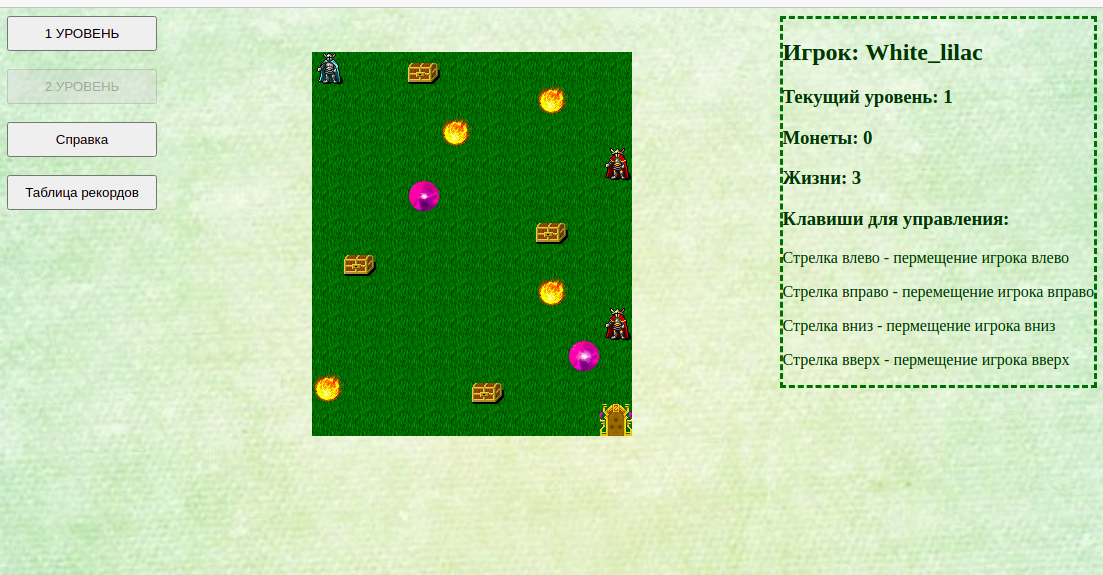 1 УРОВЕНЬ
2 УРОВЕНЬ
Справка
Таблица рекордов
Игрок: White_lilac
Текущий уровень: 1
Монеты: 0
Жизни: 3
Клавиши для управления:
Стрелка влево - пермещение игрока влево
Стрелка вправо - перемещение игрока вправо
Стрелка вниз - пермещение игрока вниз
Стрелка вверх - пермещение игрока вверх